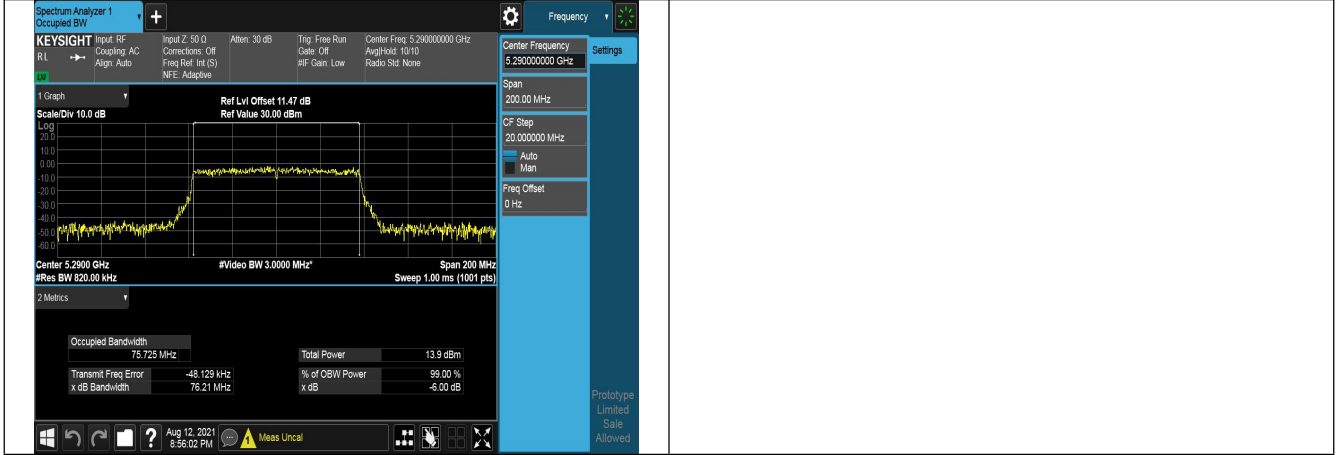 Spectrum Analyzer 1
Occupied BW
Frequency
KEYSIGHT
R L
LXI
Input: RF
Coupling: AC
Align: Auto
Input Z: 50 Ω
Corrections: Off
Freq Ref: Int (S)
NFE: Adaptive
Atten: 30 dB
Trig: Free Run
Gate: Off
#IF Gain: Low
Center Freq: 5.290000000 GHz
Avg|Hold: 10/10
Radio Std: None
Center Frequency
5.290000000 GHz
Settings
Span
200.00 MHz
CF Step
20.000000 MHz
Auto
Man
Freq Offset
0 Hz
1 Graph
Scale/Div 10.0 dB
Ref Lvl Offset 11.47 dB
Ref Value 30.00 dBm
Log
20.0
10.0
0.00
-10.0
-20.0
-30.0
-40.0
-50.0
-60.0
Center 5.2900 GHz
#Video BW 3.0000 MHz*
Span 200 MHz
#Res BW 820.00 kHz
Sweep 1.00 ms (1001 pts)
2 Metrics
Occupied Bandwidth
75.725 MHz
Total Power 13.9 dBm
Transmit Freq Error -48.129 kHz
% of OBW Power 99.00 %
x dB Bandwidth 76.21 MHz
x dB -6.00 dB
Prototype
Limited
Sale
Allowed
?
Aug 12, 2021
8:56:02 PM
1 Meas Uncal